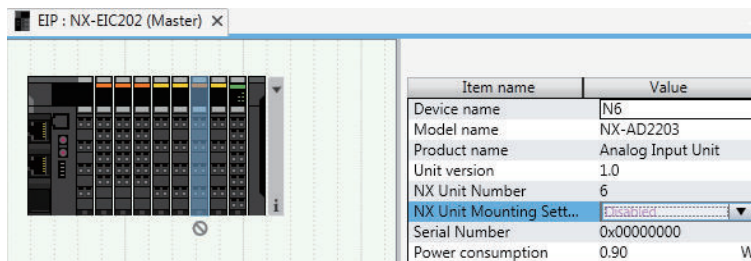 EIP : NX-EIC202 (Master) X
Item name Value
Device name N6
Model name NX-AD2203
Product name Analog Input Unit
Unit version 1.0
NX Unit Number 6
NX Unit Mounting Sett... Disabled
Serial Number 0x00000000
Power consumption 0.90 W
i